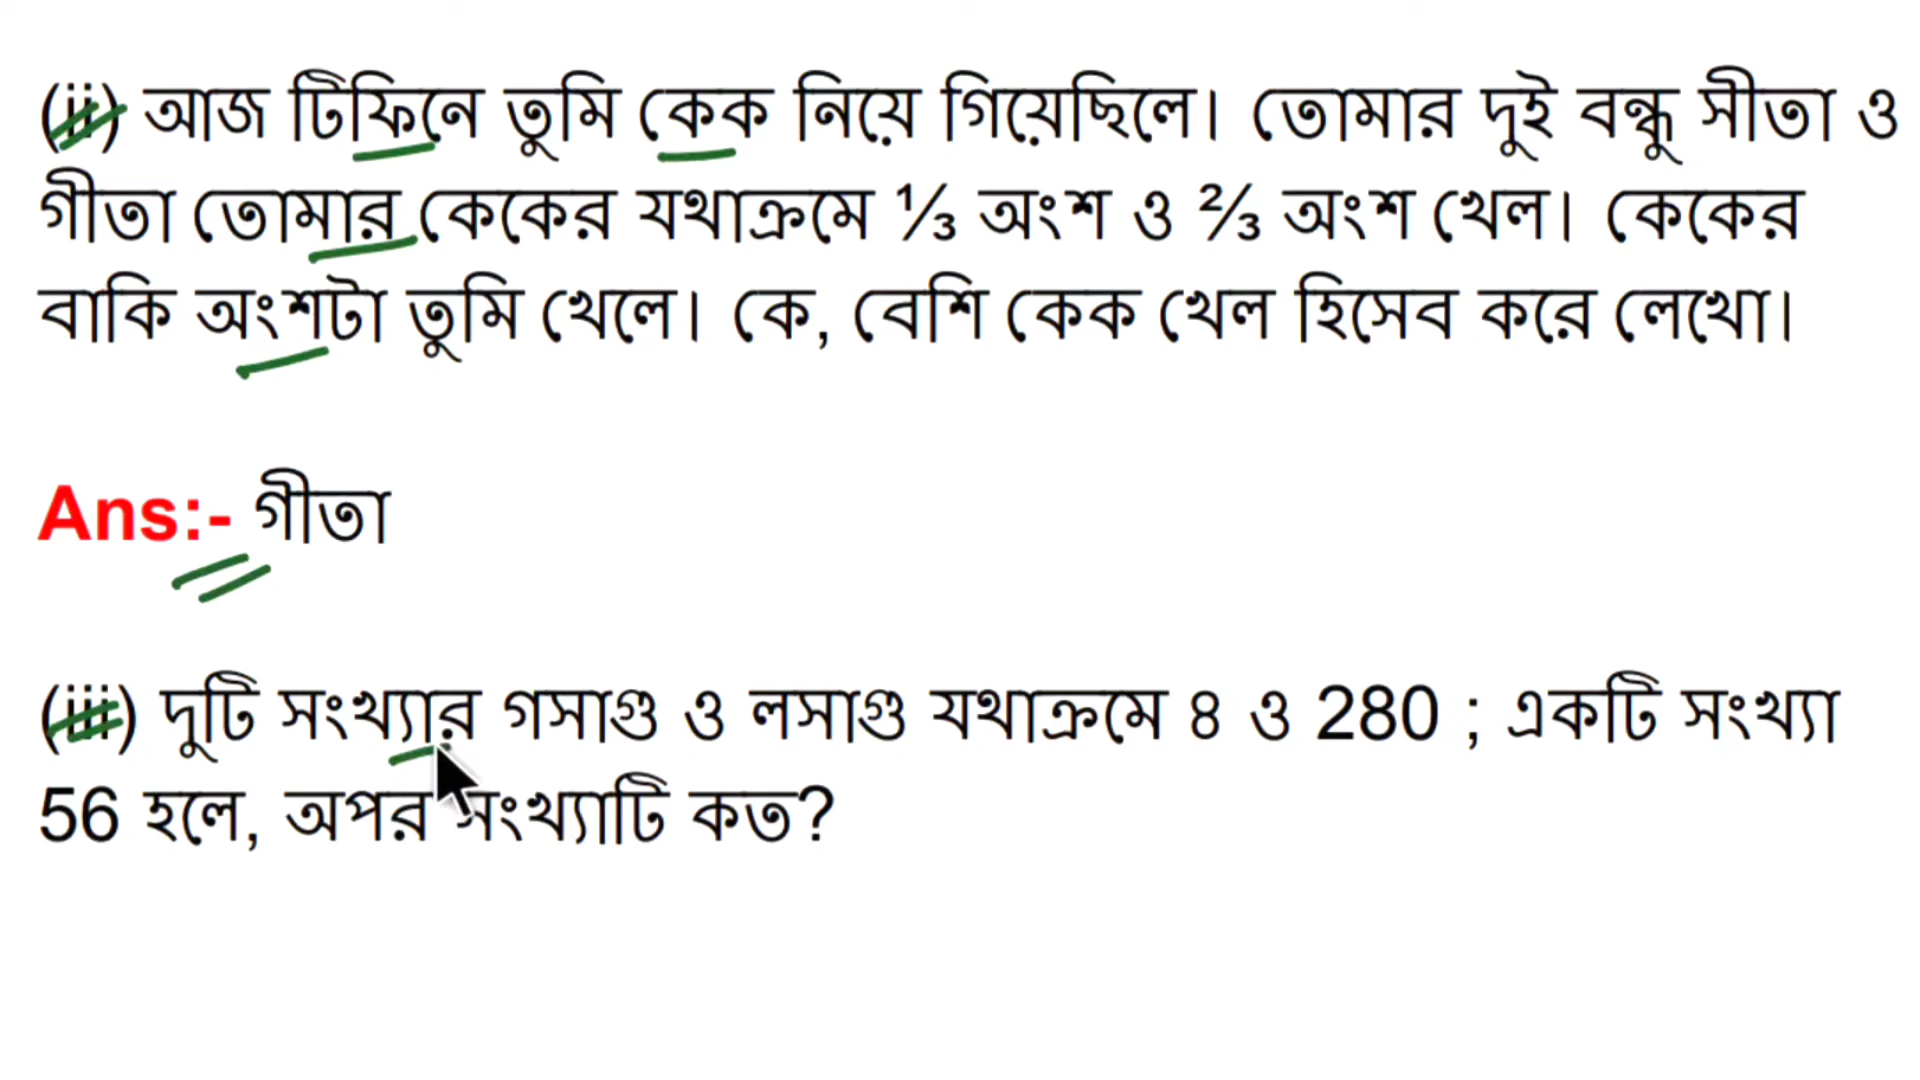 (ii) আজ টিফিনে তুমি কেক নিয়ে গিয়েছিলে। তোমার দুই বন্ধু সীতা ও
গীতা তোমার কেকের যথাক্রমে ⅓ অংশ ও ⅔ অংশ খেল। কেকের
বাকি অংশটা তুমি খেলে। কে, বেশি কেক খেল হিসেব করে লেখো।
Ans:- গীতা
(iii) দুটি সংখ্যার গসাগু ও লসাগু যথাক্রমে ৪ ও 280 ; একটি সংখ্যা
56 হলে, অপর সংখ্যাটি কত?